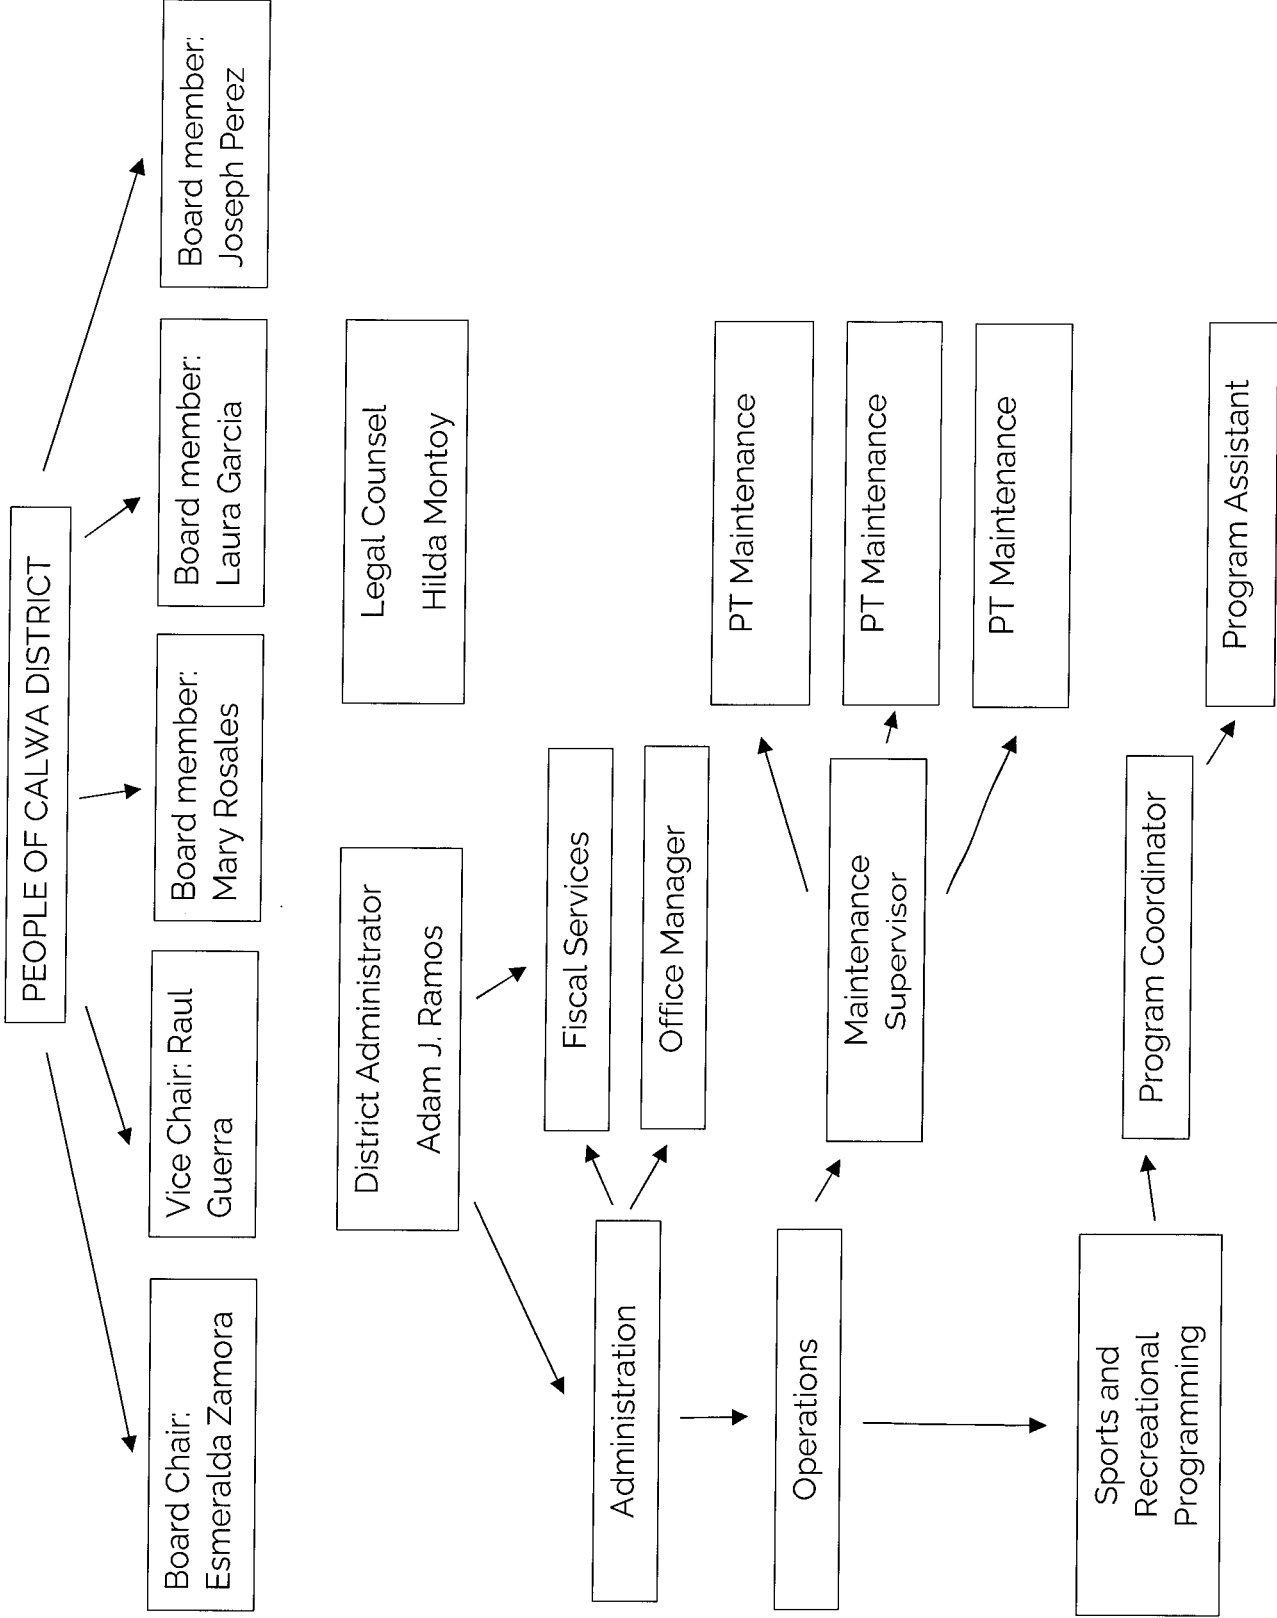 PEOPLE OF CALWA DISTRICT
Board Chair:
Esmeralda Zamora
Vice Chair: Raul
Guerra
Board member:
Mary Rosales
Board member:
Laura Garcia
Board member:
Joseph Perez
District Administrator
Adam J. Ramos
Legal Counsel
Hilda Montoy
Administration
Fiscal Services
Office Manager
Operations
Maintenance
Supervisor
PT Maintenance
PT Maintenance
PT Maintenance
Sports and
Recreational
Programming
Program Coordinator
Program Assistant